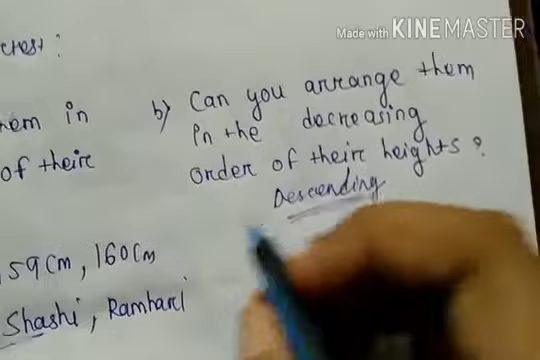 Made with KINEMASTER
erest:
hem in
of their
b) Can you arrange them
in the decreasing
order of their heights?
Descending
59cm, 160cm
Shashi, Ramhari